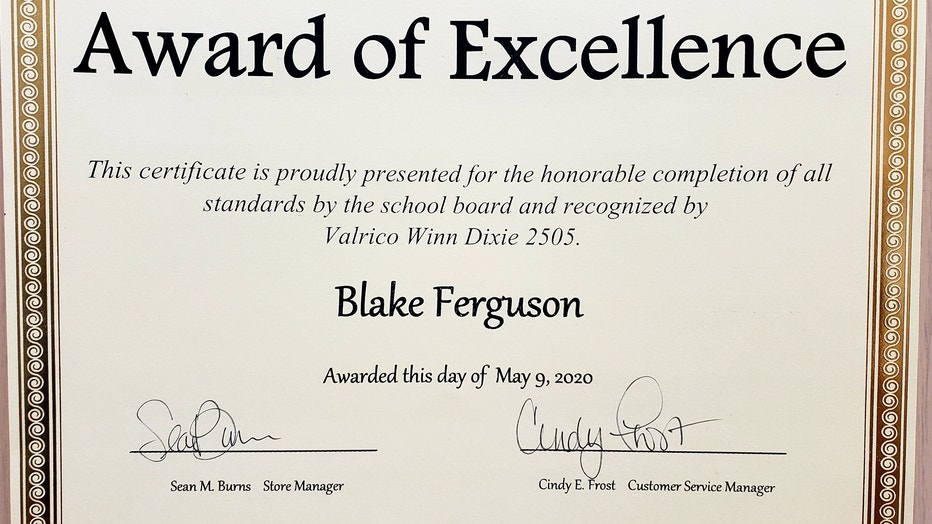 Award of Excellence
This certificate is proudly presented for the honorable completion of all
standards by the school board and recognized by
Valrico Winn Dixie 2505.
Blake Ferguson
Awarded this day of May 9, 2020
Sean Burns Cindy Frost
Sean M. Burns Store Manager Cindy E. Frost Customer Service Manager